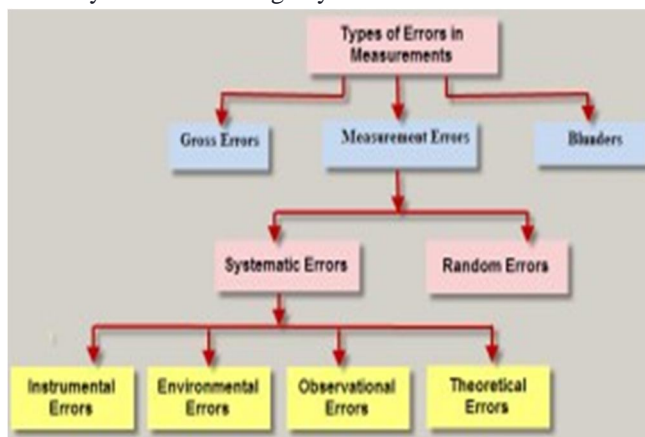 Types of Errors in
Measurements
Gross Errors
Measurement Errors
Blunders
Systematic Errors
Random Errors
Instrumental
Errors
Environmental
Errors
Observational
Errors
Theoretical
Errors